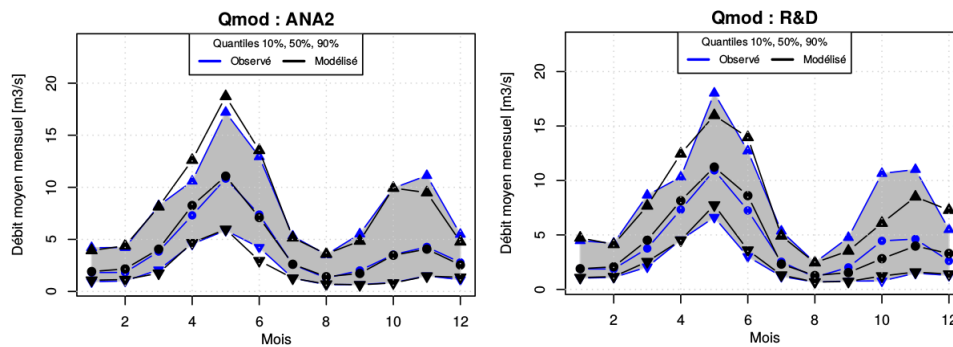 Qmod : ANA2
Quantiles 10%, 50%, 90%
Observé Modélisé
Débit moyen mensuel [m3/s]
20
15
10
5
0
2 4 6 8 10 12
Mois
Qmod : R&D
Quantiles 10%, 50%, 90%
Observé Modélisé
Débit moyen mensuel [m3/s]
20
15
10
5
0
2 4 6 8 10 12
Mois